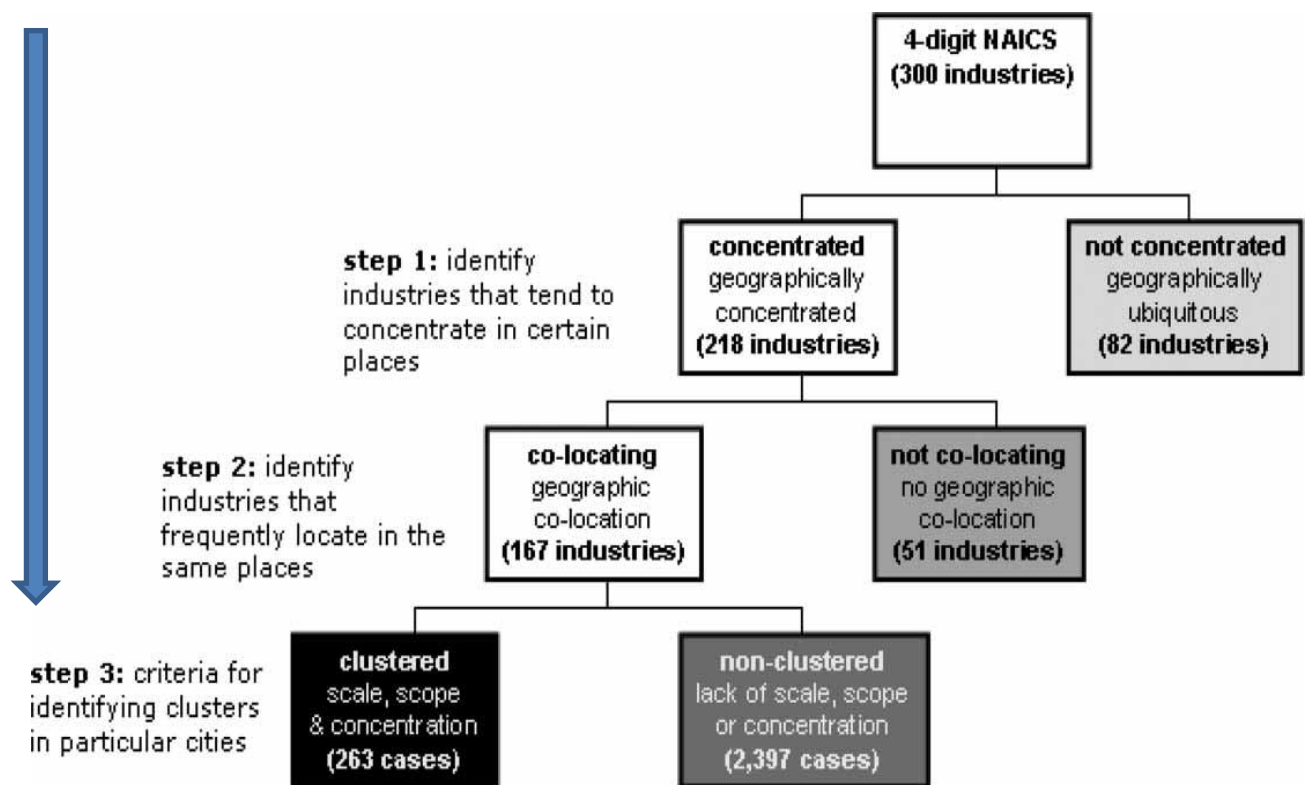 4-digit NAICS
(300 industries)
step 1: identify
industries that tend to
concentrate in certain
places
concentrated
geographically
concentrated
(218 industries)
not concentrated
geographically
ubiquitous
(82 industries)
step 2: identify
industries that
frequently locate in the
same places
co-locating
geographic
co-location
(167 industries)
not co-locating
no geographic
co-location
(51 industries)
step 3: criteria for
identifying clusters
in particular cities
clustered
scale, scope
& concentration
(263 cases)
non-clustered
lack of scale, scope
or concentration
(2,397 cases)